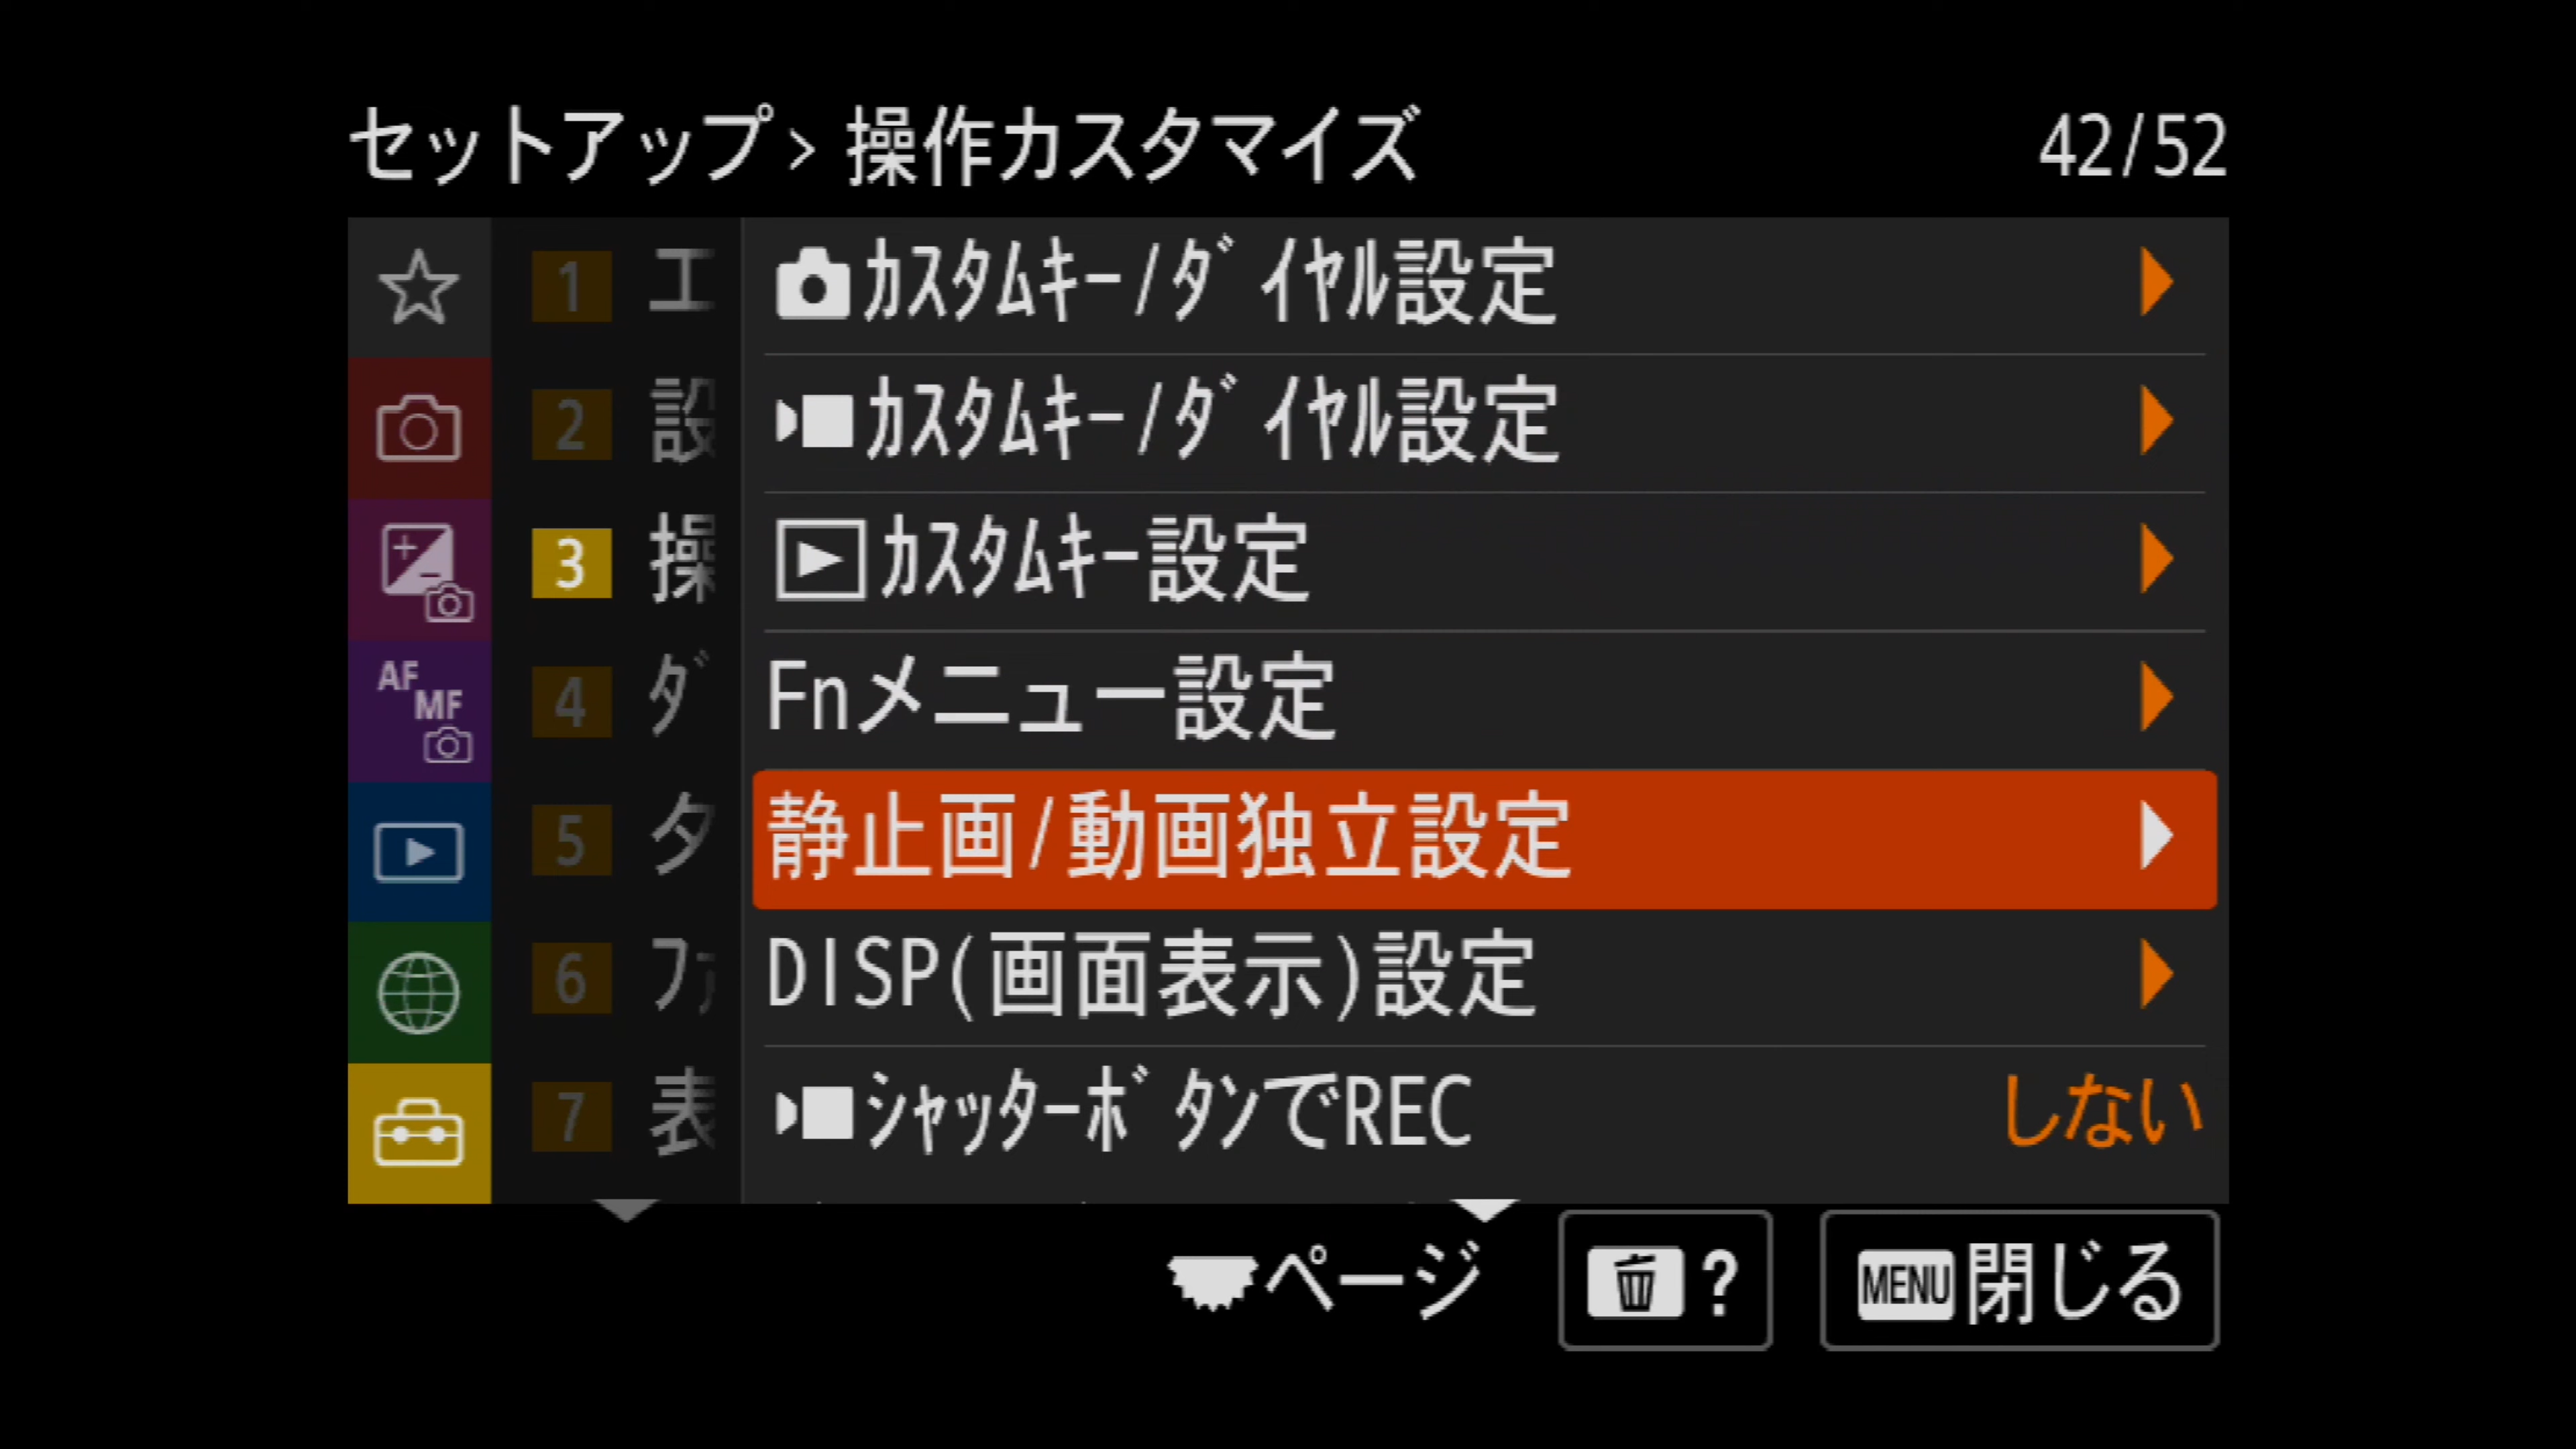 セットアップ> 操作カスタマイズ 42/52
1 エ
2 設
3 操
4 ダ
5 タ
6 ファ
7 表
AF
MF
ｶｽﾀﾑｷｰ/ﾀﾞｲﾔﾙ設定
ｶｽﾀﾑｷｰ/ﾀﾞｲﾔﾙ設定
ｶｽﾀﾑｷｰ設定
Fnメニュー設定
静止画/動画独立設定
DISP(画面表示)設定
ｼｬｯﾀｰﾎﾞﾀﾝでREC しない
ページ ? MENU 閉じる